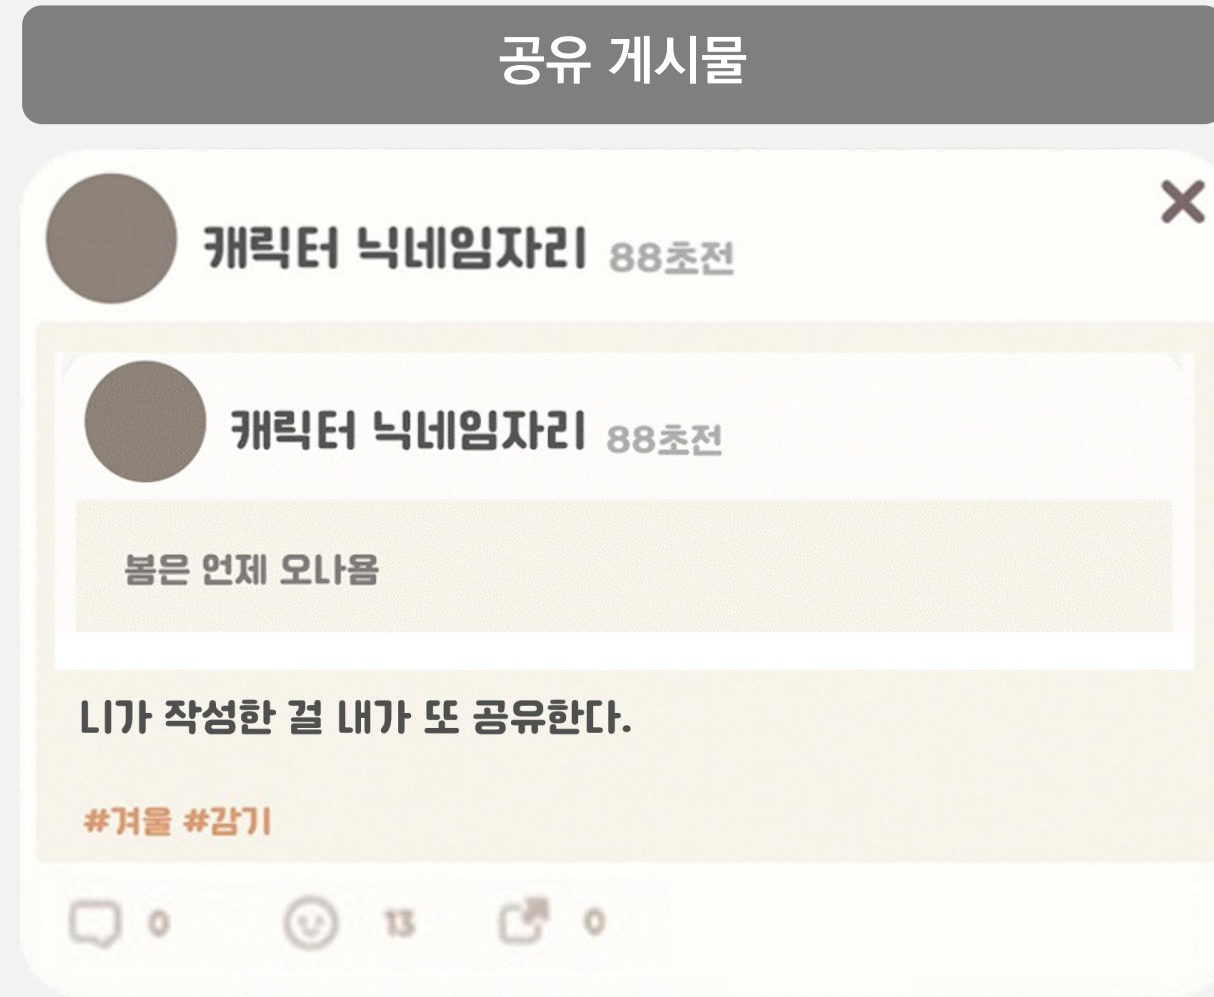 공유 게시물
캐릭터 닉네임자리 88초전
캐릭터 닉네임자리 88초전
봄은 언제 오나욤
니가 작성한 걸 내가 또 공유한다.
#겨울 #감기
0 13 0